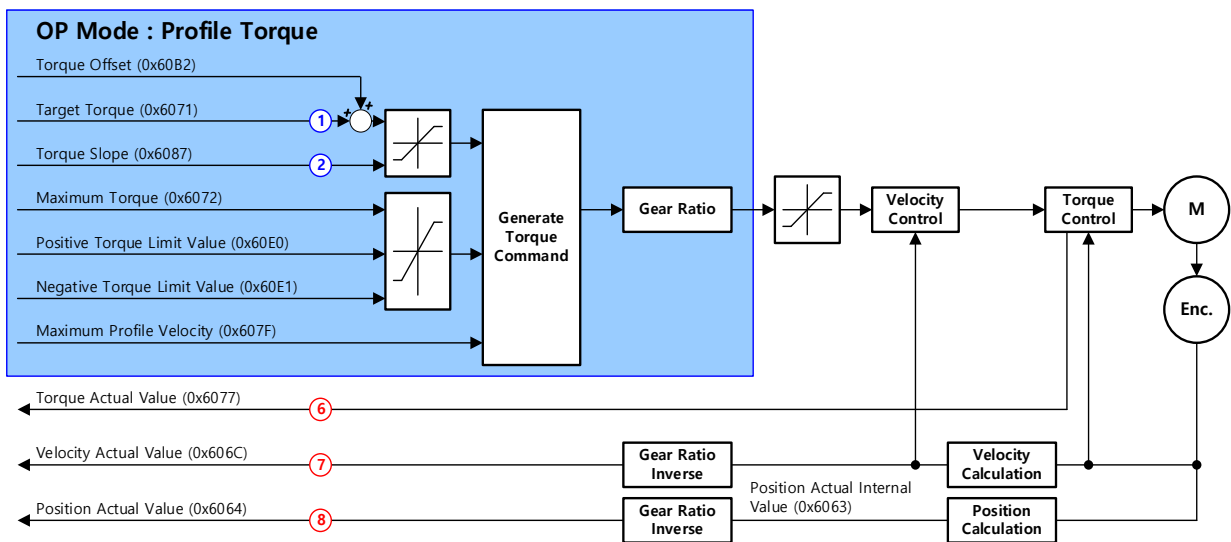 OP Mode : Profile Torque
Torque Offset (0x60B2)
+
+
Target Torque (0x6071)
1
Torque Slope (0x6087)
2
Maximum Torque (0x6072)
Positive Torque Limit Value (0x60E0)
Negative Torque Limit Value (0x60E1)
Maximum Profile Velocity (0x607F)
Generate
Torque
Command
Gear Ratio
Velocity
Control
Torque
Control
M
Enc.
Torque Actual Value (0x6077)
6
Velocity Actual Value (0x606C)
7
Gear Ratio
Inverse
Velocity
Calculation
Position Actual Value (0x6064)
8
Gear Ratio
Inverse
Position Actual Internal
Value (0x6063)
Position
Calculation